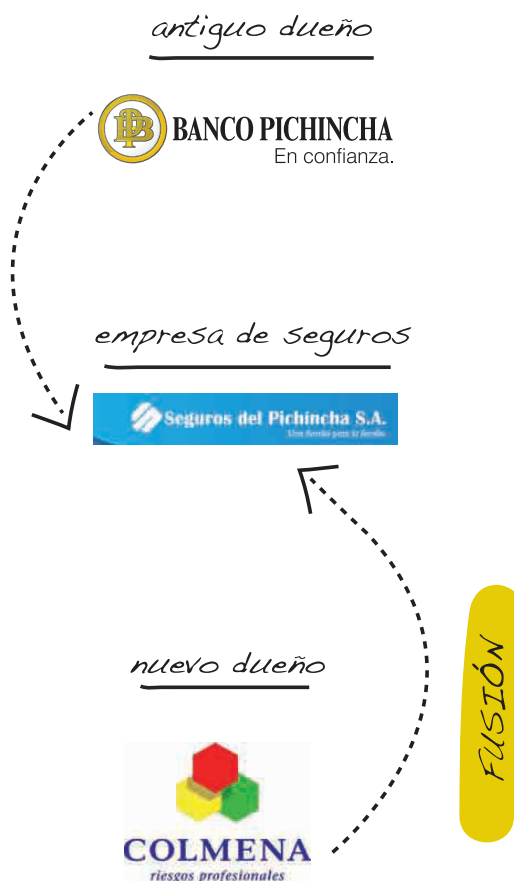 antiguo dueño
BANCO PICHINCHA
En confianza.
empresa de seguros
Seguros del Pichincha S.A.
nuevo dueño
FUSIÓN
COLMENA
riesgos profesionales